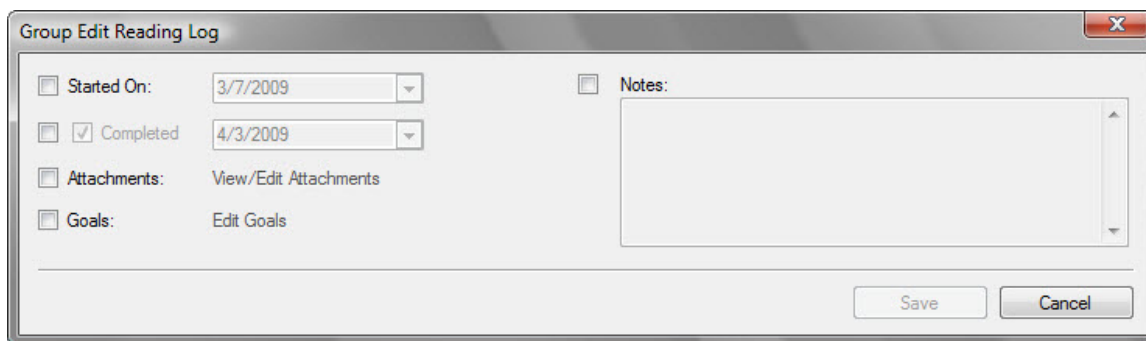 Group Edit Reading Log
Started On: 3/7/2009
Completed 4/3/2009
Attachments: View/Edit Attachments
Goals: Edit Goals
Notes:
Save Cancel